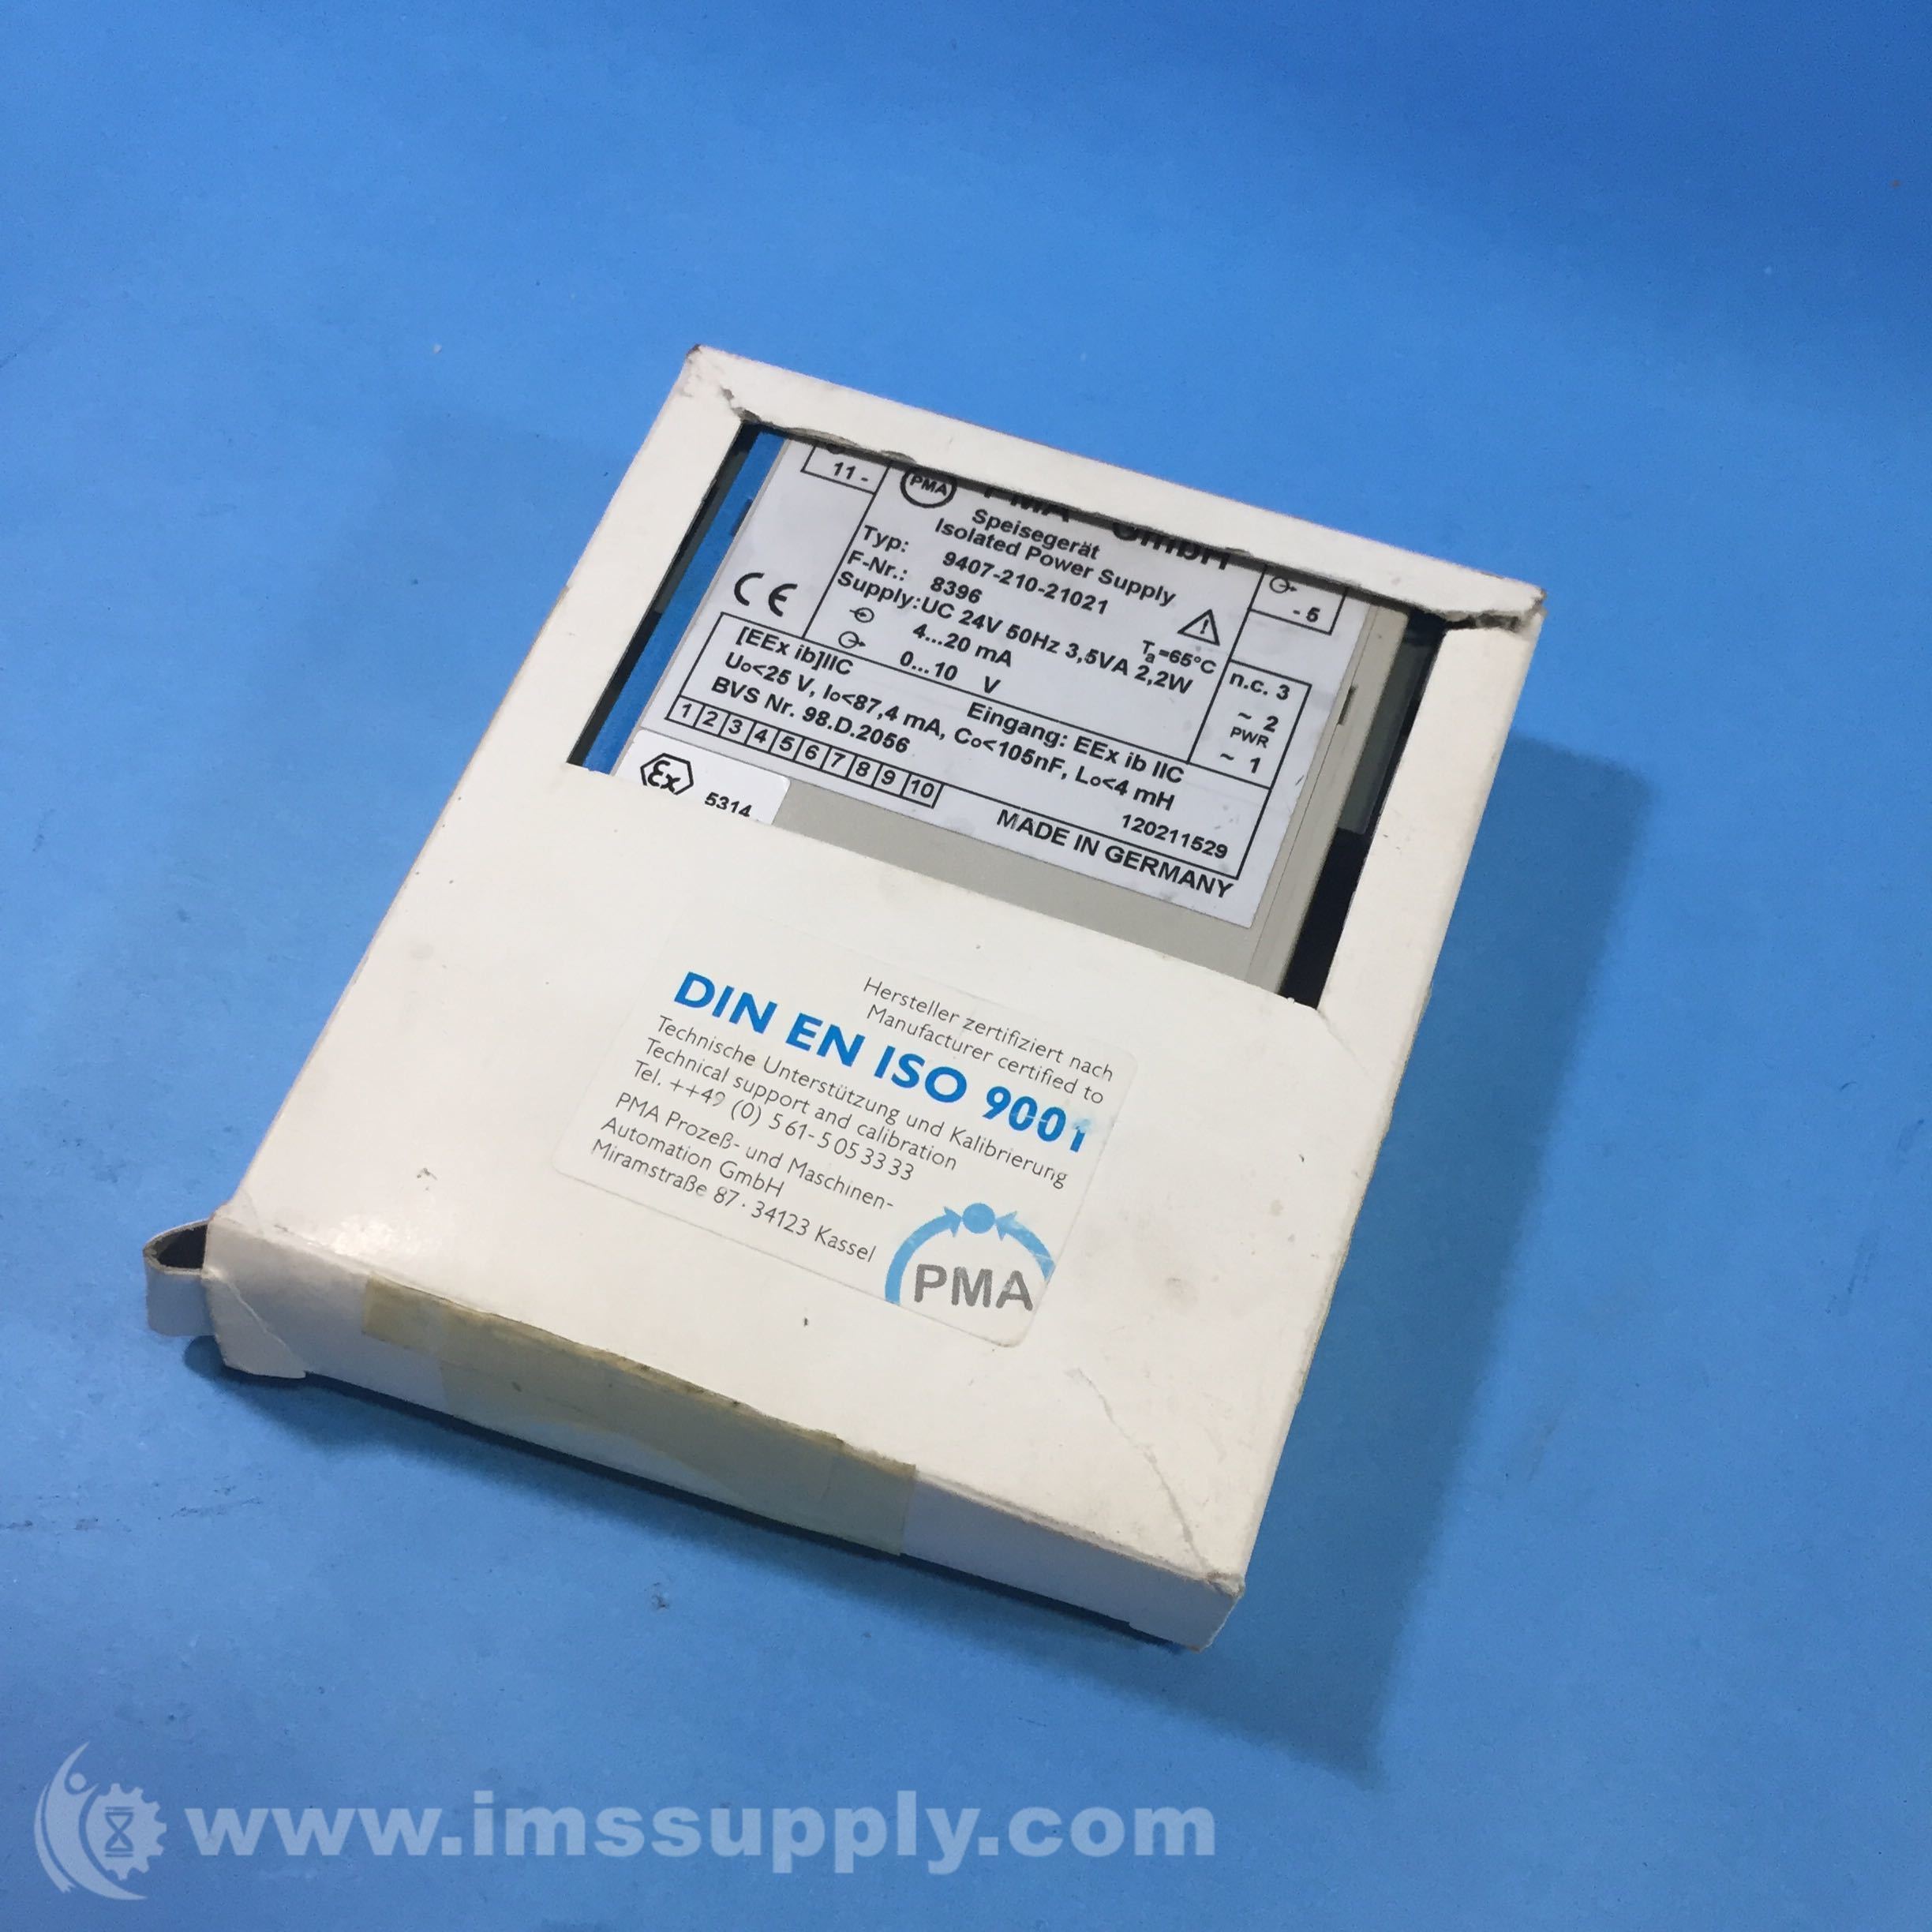 11 -
PMA PMA GmbH
Speisegerät
Isolated Power Supply
Typ: 9407-210-21021
F-Nr.: 8396
Supply: UC 24V 50Hz 3,5VA 2,2W
4...20 mA
0...10 V
Ta=65°C
CE
- 5
n.c. 3
~ 2
PWR
~ 1
[EEx ib]IIC Eingang: EEx ib IIC
Uo<25 V, Io<87,4 mA, Co<105nF, Lo<4 mH
BVS Nr. 98.D.2056 120211529
1 2 3 4 5 6 7 8 9 10
MADE IN GERMANY
Ex 5314
Hersteller zertifiziert nach
Manufacturer certified to
DIN EN ISO 9001
Technische Unterstützung und Kalibrierung
Technical support and calibration
Tel. ++49 (0) 5 61- 5 05 33 33
PMA Prozeß- und Maschinen-
Automation GmbH
Miramstraße 87 · 34123 Kassel
PMA
www.imssupply.com